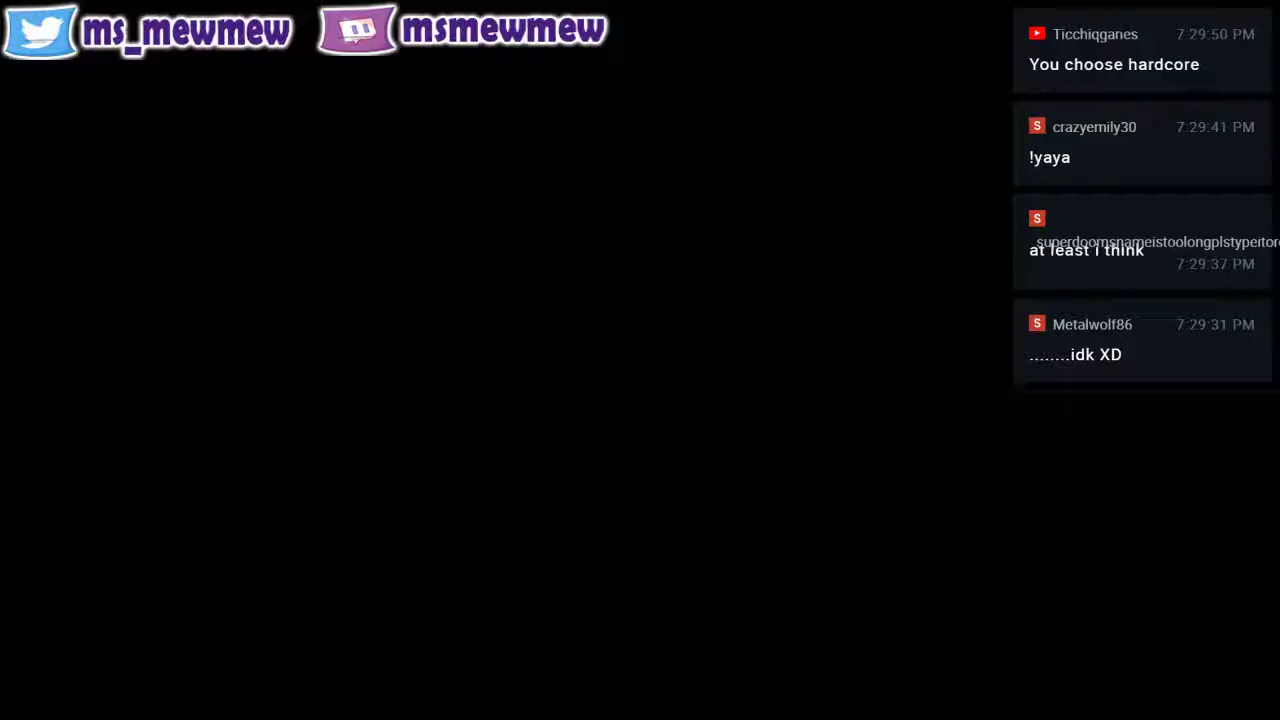 ms_mewmew
msmewmew
Ticchiqganes 7:29:50 PM
You choose hardcore
S crazyemily30 7:29:41 PM
!yaya
S
superdoomsnameistoolongplstypeitor
at least i think
7:29:37 PM
S Metalwolf86 7:29:31 PM
........idk XD